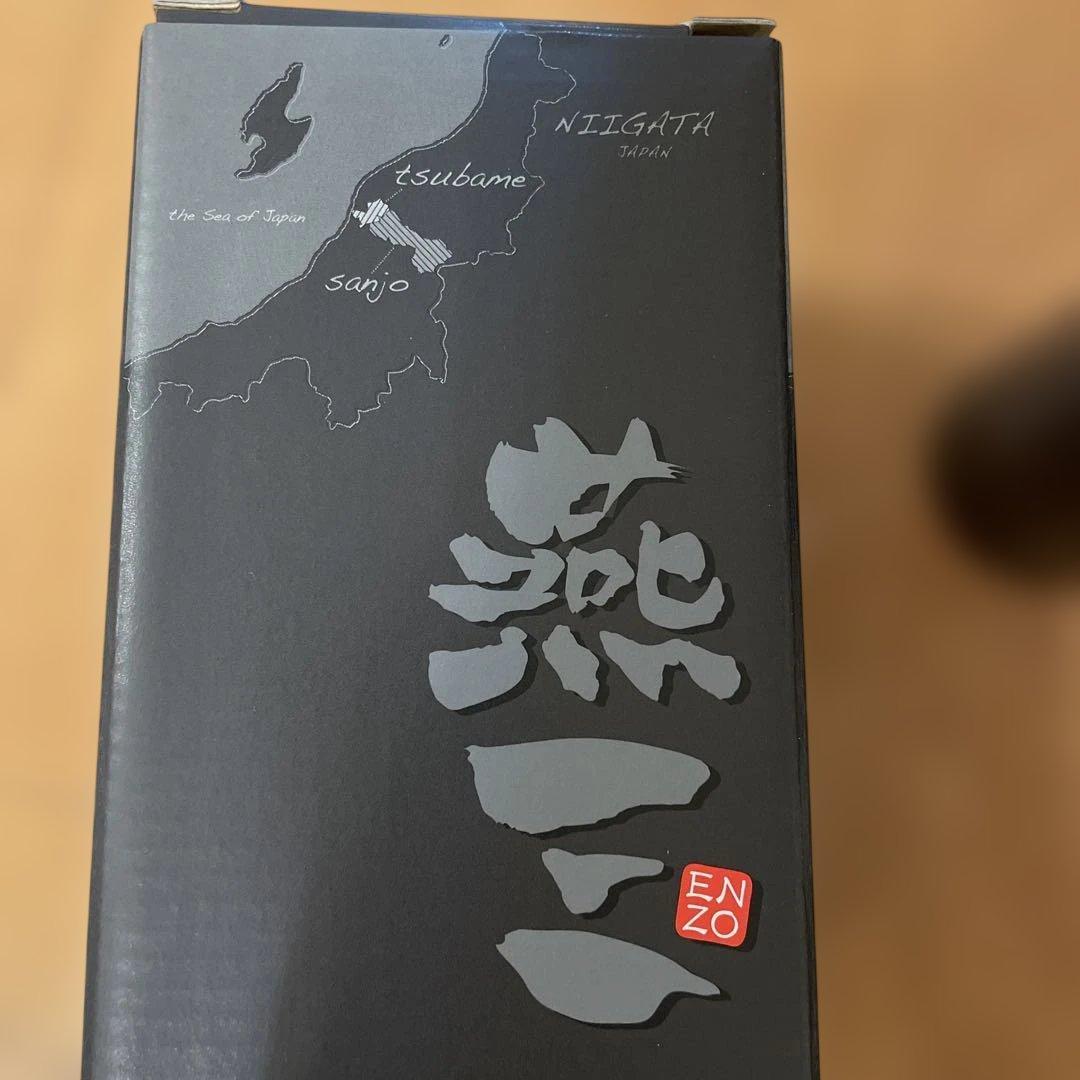 NIIGATA
JAPAN
tsubame
the Sea of Japan
sanjo
燕三
EN
ZO